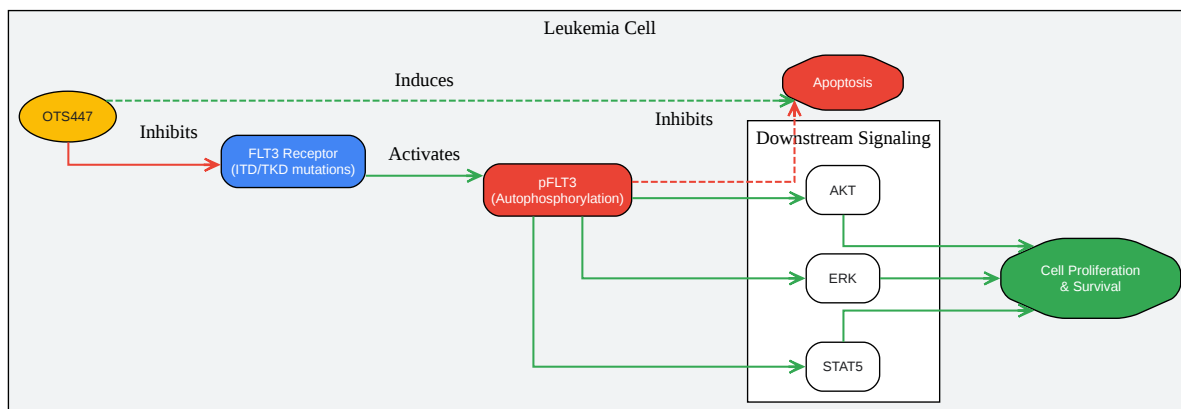 Leukemia Cell
Induces
Apoptosis
OTS447
Inhibits
Inhibits
Downstream Signaling
FLT3 Receptor
(ITD/TKD mutations)
Activates
pFLT3
(Autophosphorylation)
AKT
ERK
Cell Proliferation
& Survival
STAT5